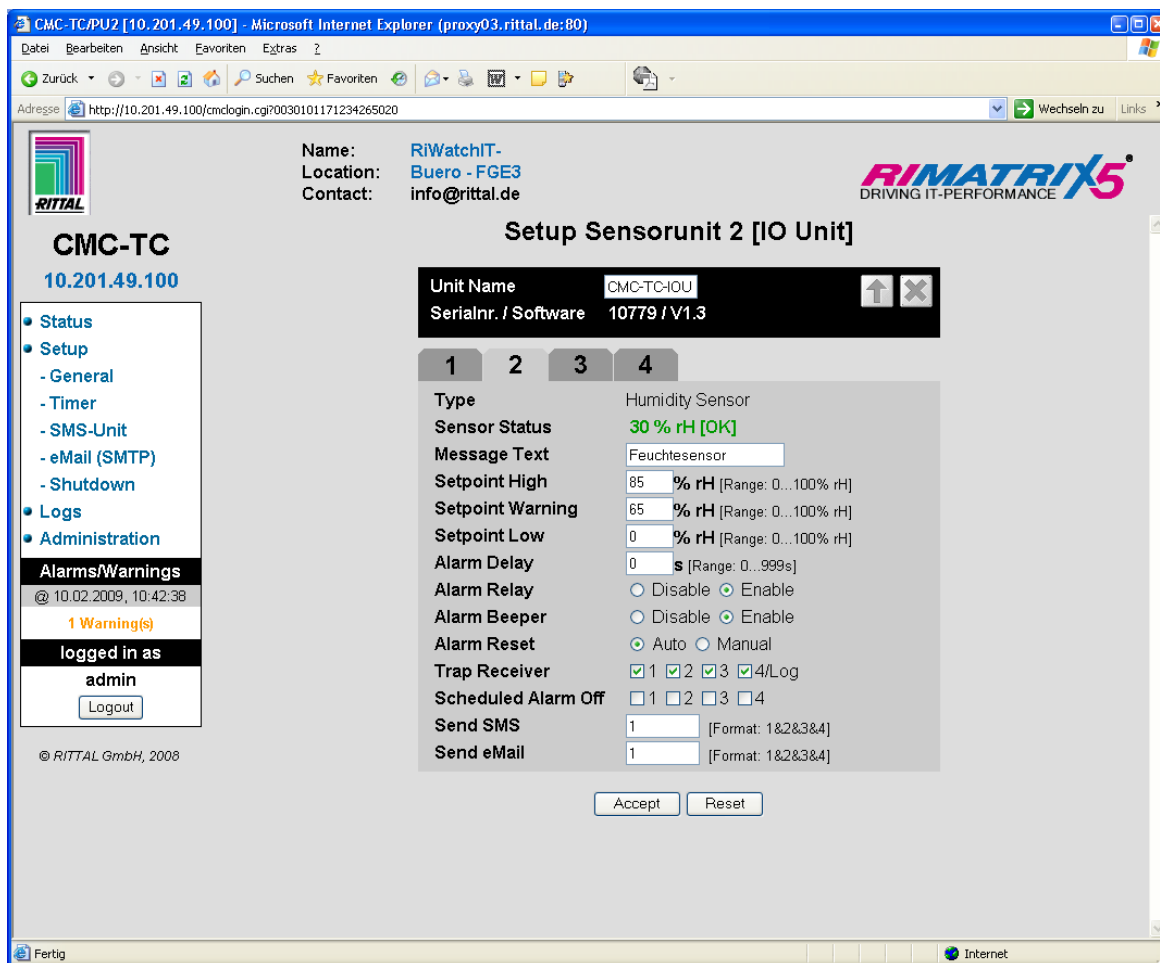 CMC-TC/PU2 [10.201.49.100] - Microsoft Internet Explorer (proxy03.rittal.de:80)
Datei Bearbeiten Ansicht Favoriten Extras ?
Zurück Suchen Favoriten
Adresse http://10.201.49.100/cmclogin.cgi?0030101171234265020 Wechseln zu Links
RITTAL
Name: RiWatchIT-
Location: Buero - FGE3
Contact: info@rittal.de
RIMATRIX5
DRIVING IT-PERFORMANCE
CMC-TC
10.201.49.100
Status
Setup
- General
- Timer
- SMS-Unit
- eMail (SMTP)
- Shutdown
Logs
Administration
Alarms/Warnings
@ 10.02.2009, 10:42:38
1 Warning(s)
logged in as
admin
Logout
© RITTAL GmbH, 2008
Setup Sensorunit 2 [IO Unit]
Unit Name CMC-TC-IOU
Serialnr. / Software 10779 / V1.3
1 2 3 4
Type Humidity Sensor
Sensor Status 30 % rH [OK]
Message Text Feuchtesensor
Setpoint High 85 % rH [Range: 0...100% rH]
Setpoint Warning 65 % rH [Range: 0...100% rH]
Setpoint Low 0 % rH [Range: 0...100% rH]
Alarm Delay 0 s [Range: 0...999s]
Alarm Relay Disable Enable
Alarm Beeper Disable Enable
Alarm Reset Auto Manual
Trap Receiver 1 2 3 4/Log
Scheduled Alarm Off 1 2 3 4
Send SMS 1 [Format: 1&2&3&4]
Send eMail 1 [Format: 1&2&3&4]
Accept Reset
Fertig Internet